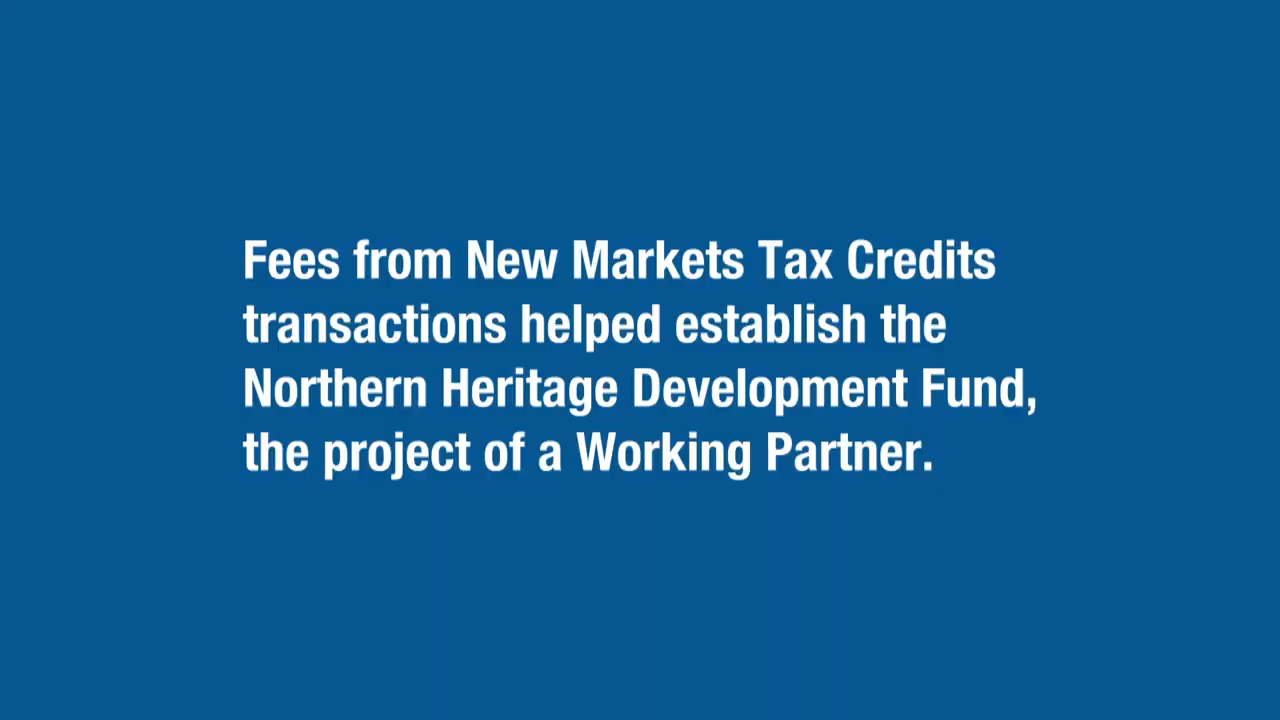 Fees from New Markets Tax Credits
transactions helped establish the
Northern Heritage Development Fund,
the project of a Working Partner.